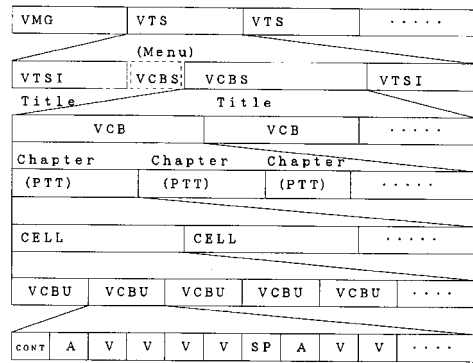 VMG VTS VTS ·····
(Menu)
VTSI VCBS VCBS VTSI
Title Title
VCB VCB ·····
Chapter Chapter Chapter
(PTT) (PTT) (PTT) ·····
CELL CELL ····
VCBU VCBU VCBU VCBU VCBU ····
CONT A V V V V SP A V V ····